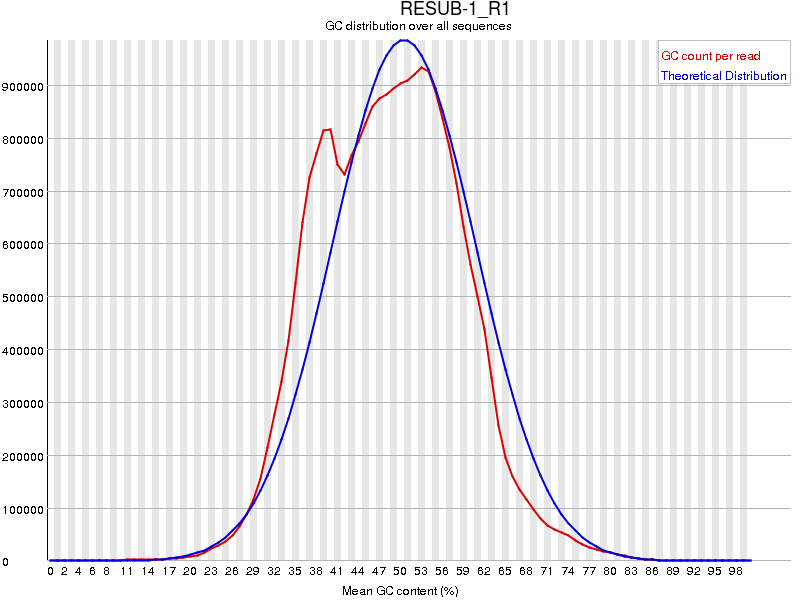 RESUB-1_R1
GC distribution over all sequences
GC count per read
Theoretical Distribution
900000
800000
700000
600000
500000
400000
300000
200000
100000
0
0 2 4 6 8 11 14 17 20 23 26 29 32 35 38 41 44 47 50 53 56 59 62 65 68 71 74 77 80 83 86 89 92 95 98
Mean GC content (%)